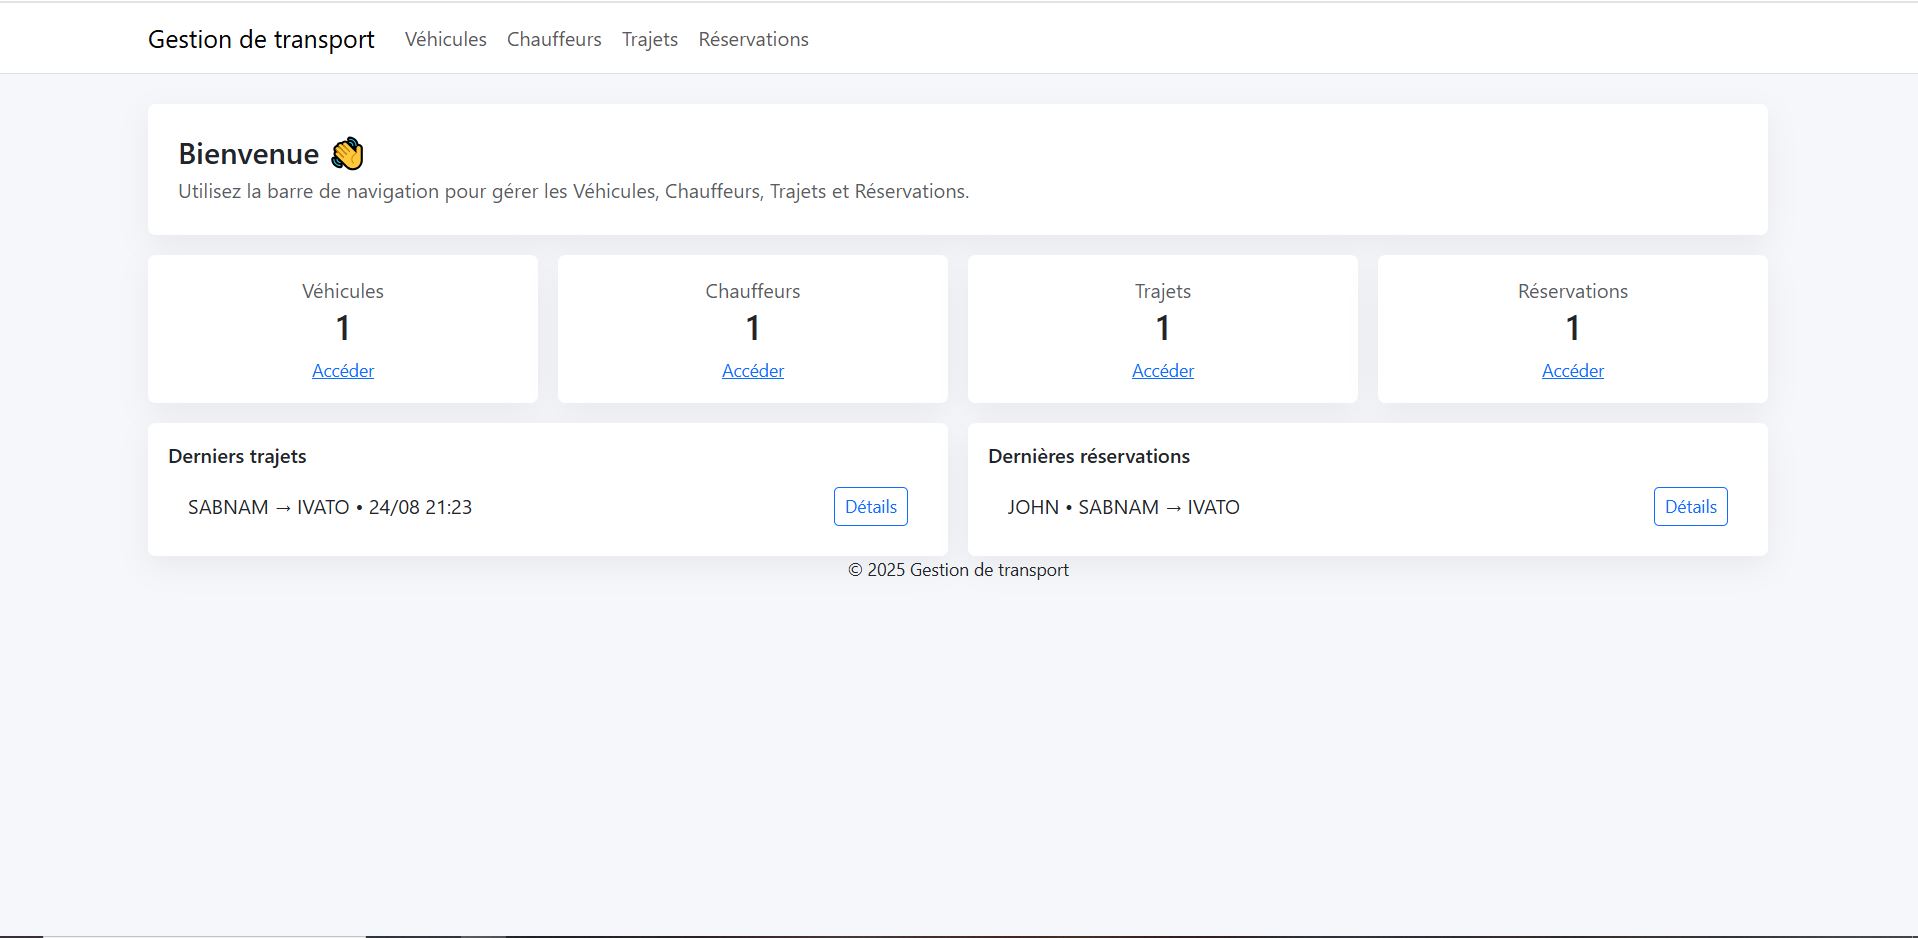 Gestion de transport Véhicules Chauffeurs Trajets Réservations
Bienvenue 👋
Utilisez la barre de navigation pour gérer les Véhicules, Chauffeurs, Trajets et Réservations.
Véhicules Chauffeurs Trajets Réservations
1 1 1 1
Accéder Accéder Accéder Accéder
Derniers trajets
SABNAM → IVATO • 24/08 21:23 Détails
Dernières réservations
JOHN • SABNAM → IVATO Détails
© 2025 Gestion de transport